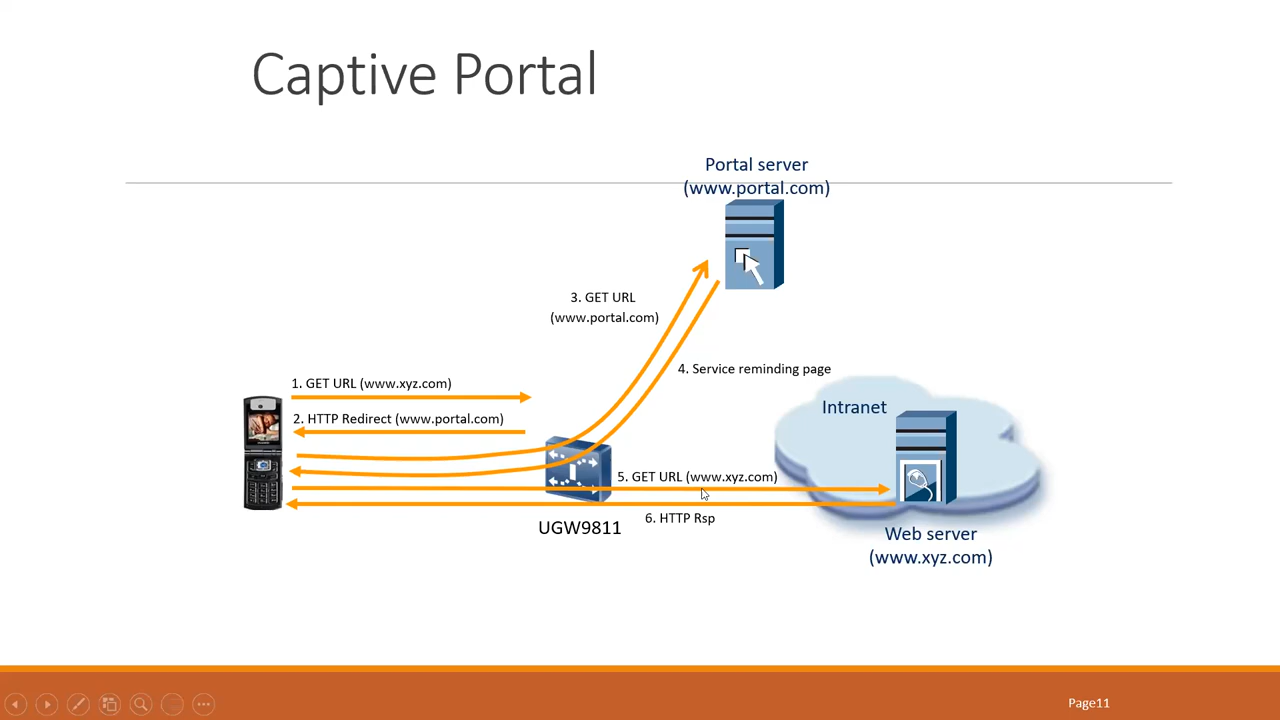 Captive Portal
Portal server
(www.portal.com)
3. GET URL
(www.portal.com)
4. Service reminding page
1. GET URL (www.xyz.com)
2. HTTP Redirect (www.portal.com)
Intranet
5. GET URL (www.xyz.com)
6. HTTP Rsp
UGW9811
Web server
(www.xyz.com)
Page11